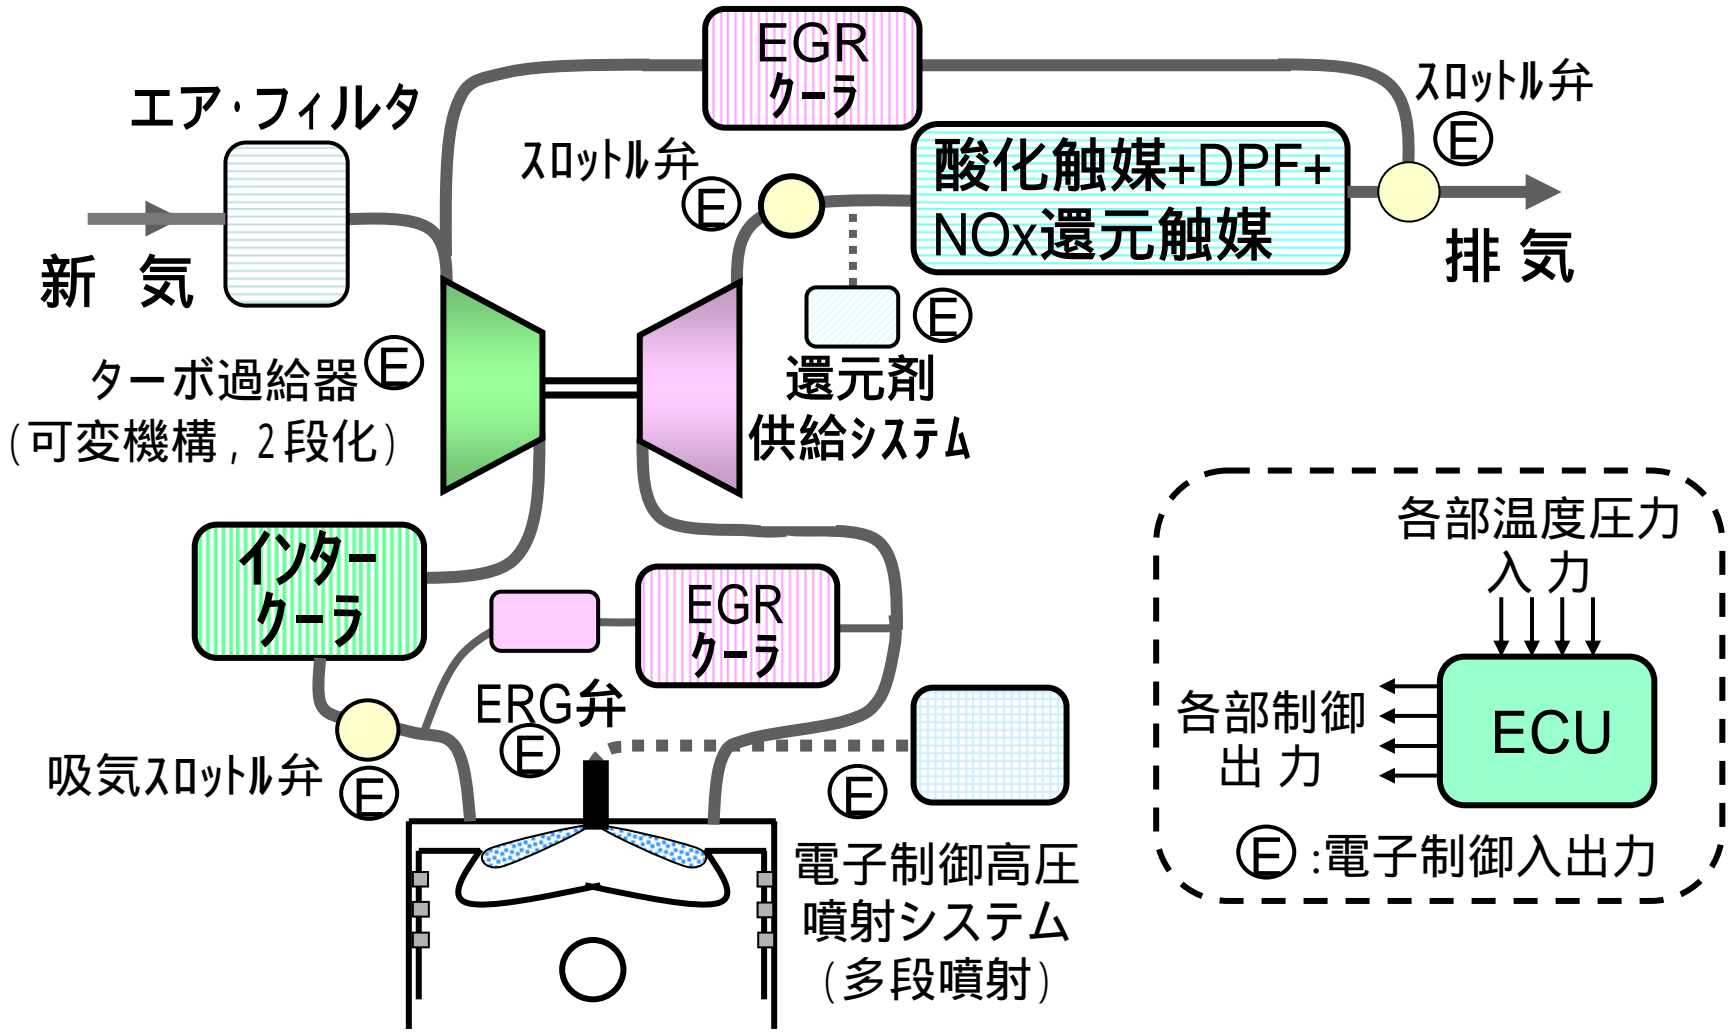 EGR
クーラ
スロットル弁
Ⓔ
エア・フィルタ
スロットル弁
Ⓔ
酸化触媒+DPF+
NOx還元触媒
新 気
排 気
Ⓔ
ターボ過給器
(可変機構,2段化)
Ⓔ
還元剤
供給システム
インター
クーラ
EGR
クーラ
ERG弁
Ⓔ
吸気スロットル弁
Ⓔ
Ⓔ
電子制御高圧
噴射システム
(多段噴射)
各部温度圧力
入 力
各部制御
出 力
ECU
Ⓔ:電子制御入出力